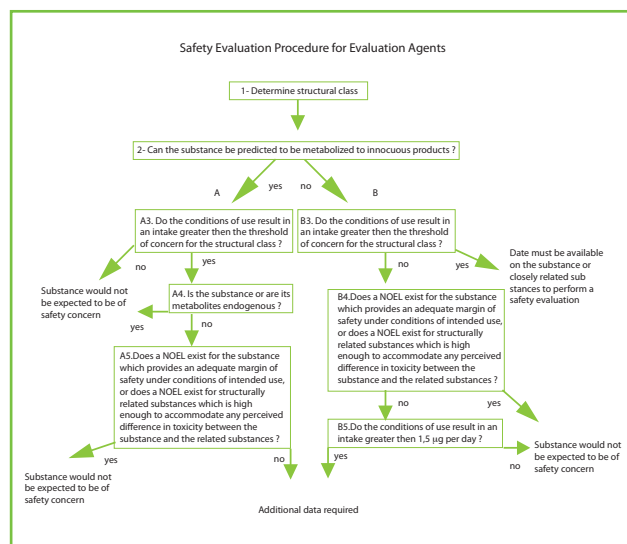 Safety Evaluation Procedure for Evaluation Agents
1- Determine structural class
2- Can the substance be predicted to be metabolized to innocuous products ?
A
yes
no
B
A3. Do the conditions of use result in
an intake greater then the threshold
of concern for the structural class ?
B3. Do the conditions of use result in
an intake greater then the threshold
of concern for the structural class ?
no
yes
no
yes
Date must be available
on the substance or
closely related sub
stances to perform a
safety evaluation
Substance would not
be expected to be of
safety concern
A4. Is the substance or are its
metabolites endogenous ?
yes
no
B4.Does a NOEL exist for the substance
which provides an adequate margin of
safety under conditions of intended use,
or does a NOEL exist for structurally
related substances which is high
enough to accommodate any perceived
difference in toxicity between the
substance and the related substances ?
A5.Does a NOEL exist for the substance
which provides an adequate margin of
safety under conditions of intended use,
or does a NOEL exist for structurally
related substances which is high
enough to accommodate any perceived
difference in toxicity between the
substance and the related substances ?
no
yes
B5.Do the conditions of use result in an
intake greater then 1,5 µg per day ?
yes
no
yes
no
Substance would not
be expected to be of
safety concern
Substance would not
be expected to be of
safety concern
Additional data required